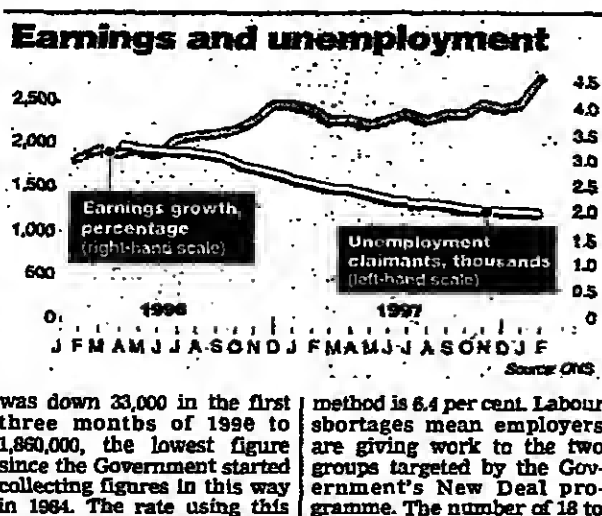 Earnings and unemployment
2,500
2,000
1,500
1,000
500
0
4.5
4.0
3.5
3.0
2.5
2.0
1.5
1.0
0.5
0
Earnings growth,
percentage
(right-hand scale)
Unemployment
claimants, thousands
(left-hand scale)
1996
1997
J F M A M J J A S O N D J F M A M J J A S O N D J F
Source: ONS
was down 33,000 in the first
three months of 1998 to
1,860,000, the lowest figure
since the Government started
collecting figures in this way
in 1984. The rate using this
method is 6.4 per cent. Labour
shortages mean employers
are giving work to the two
groups targeted by the Gov-
ernment's New Deal pro-
gramme. The number of 18 to